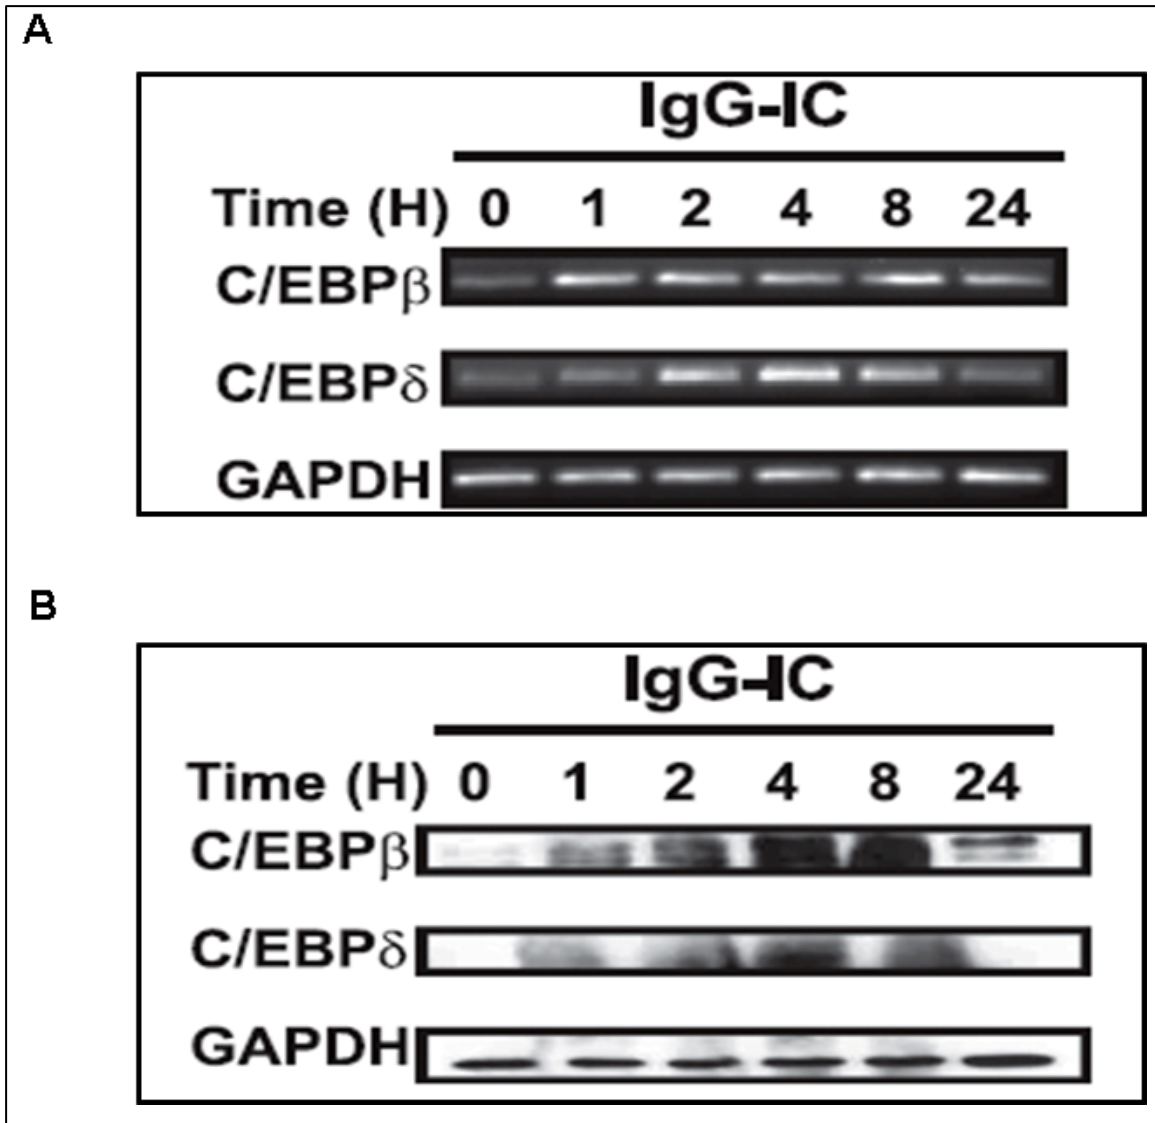 A
IgG-IC
Time (H) 0 1 2 4 8 24
C/EBPβ
C/EBPδ
GAPDH
B
IgG-IC
Time (H) 0 1 2 4 8 24
C/EBPβ
C/EBPδ
GAPDH